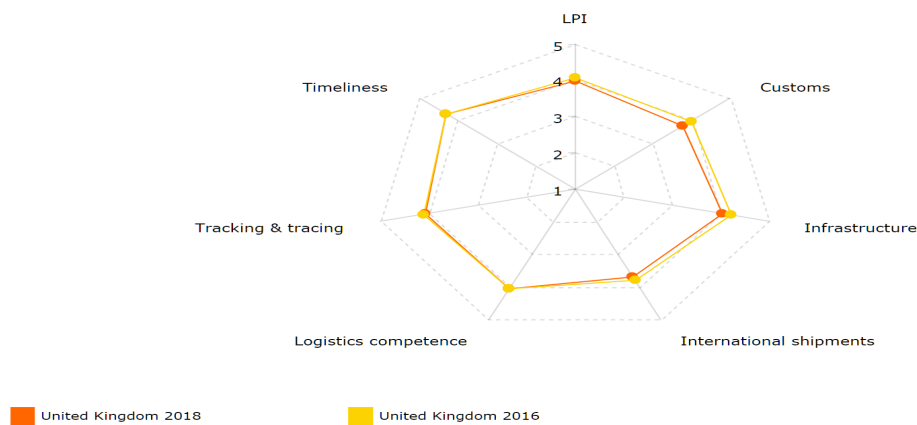 LPI
5
Timeliness
Customs
4
3
2
1
Tracking & tracing
Infrastructure
Logistics competence
International shipments
United Kingdom 2018
United Kingdom 2016